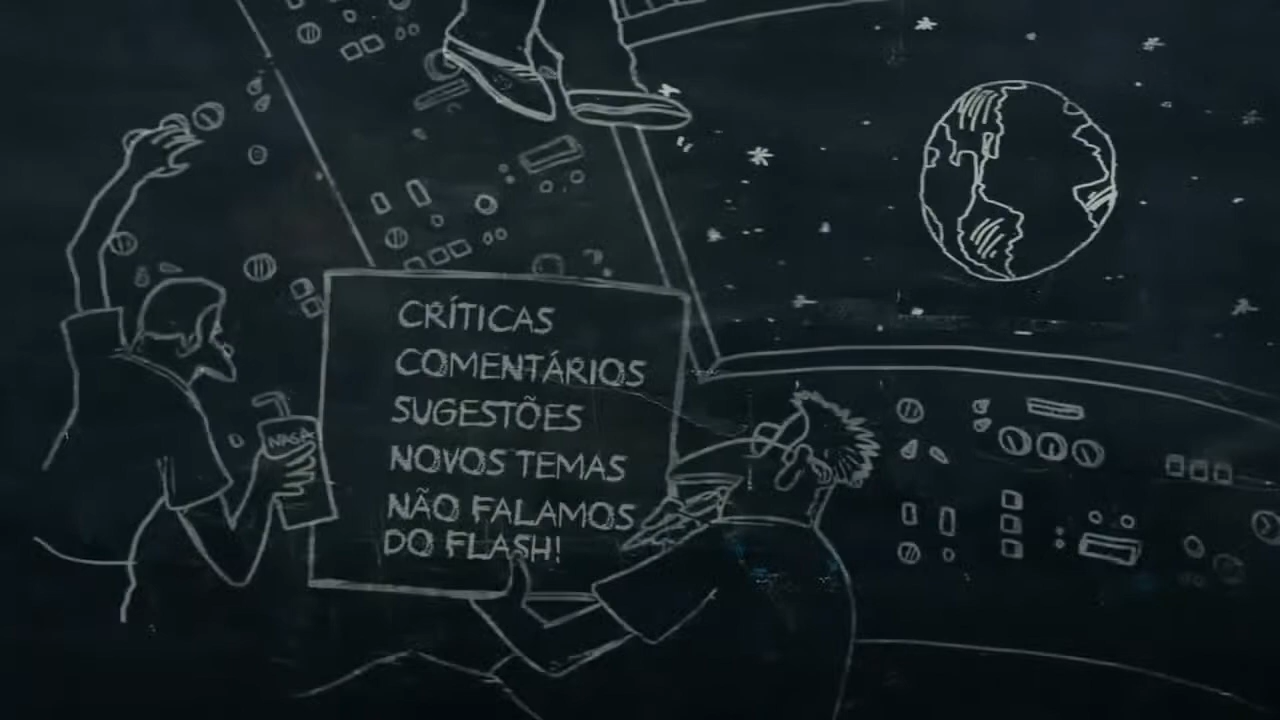 CRÍTICAS
COMENTÁRIOS
SUGESTÕES
NOVOS TEMAS
NÃO FALAMOS
DO FLASH!
NASA